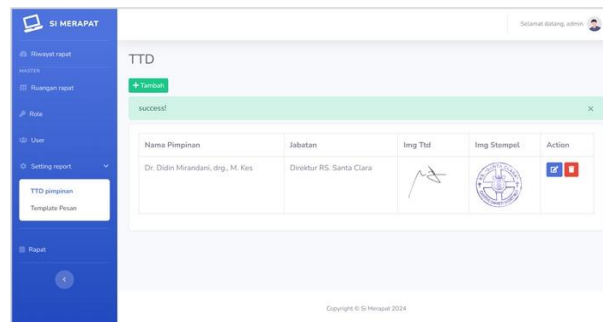 SI MERAPAT
Selamat datang, admin
Riwayat rapat
MASTER
Ruangan rapat
Role
User
Setting report
TTD pimpinan
Template Pesan
Rapat
TTD
+ Tambah
success!
×
Nama Pimpinan Jabatan Img Ttd Img Stempel Action
Dr. Didin Mirandani, drg., M. Kes Direktur RS. Santa Clara
Copyright © Si Merapat 2024